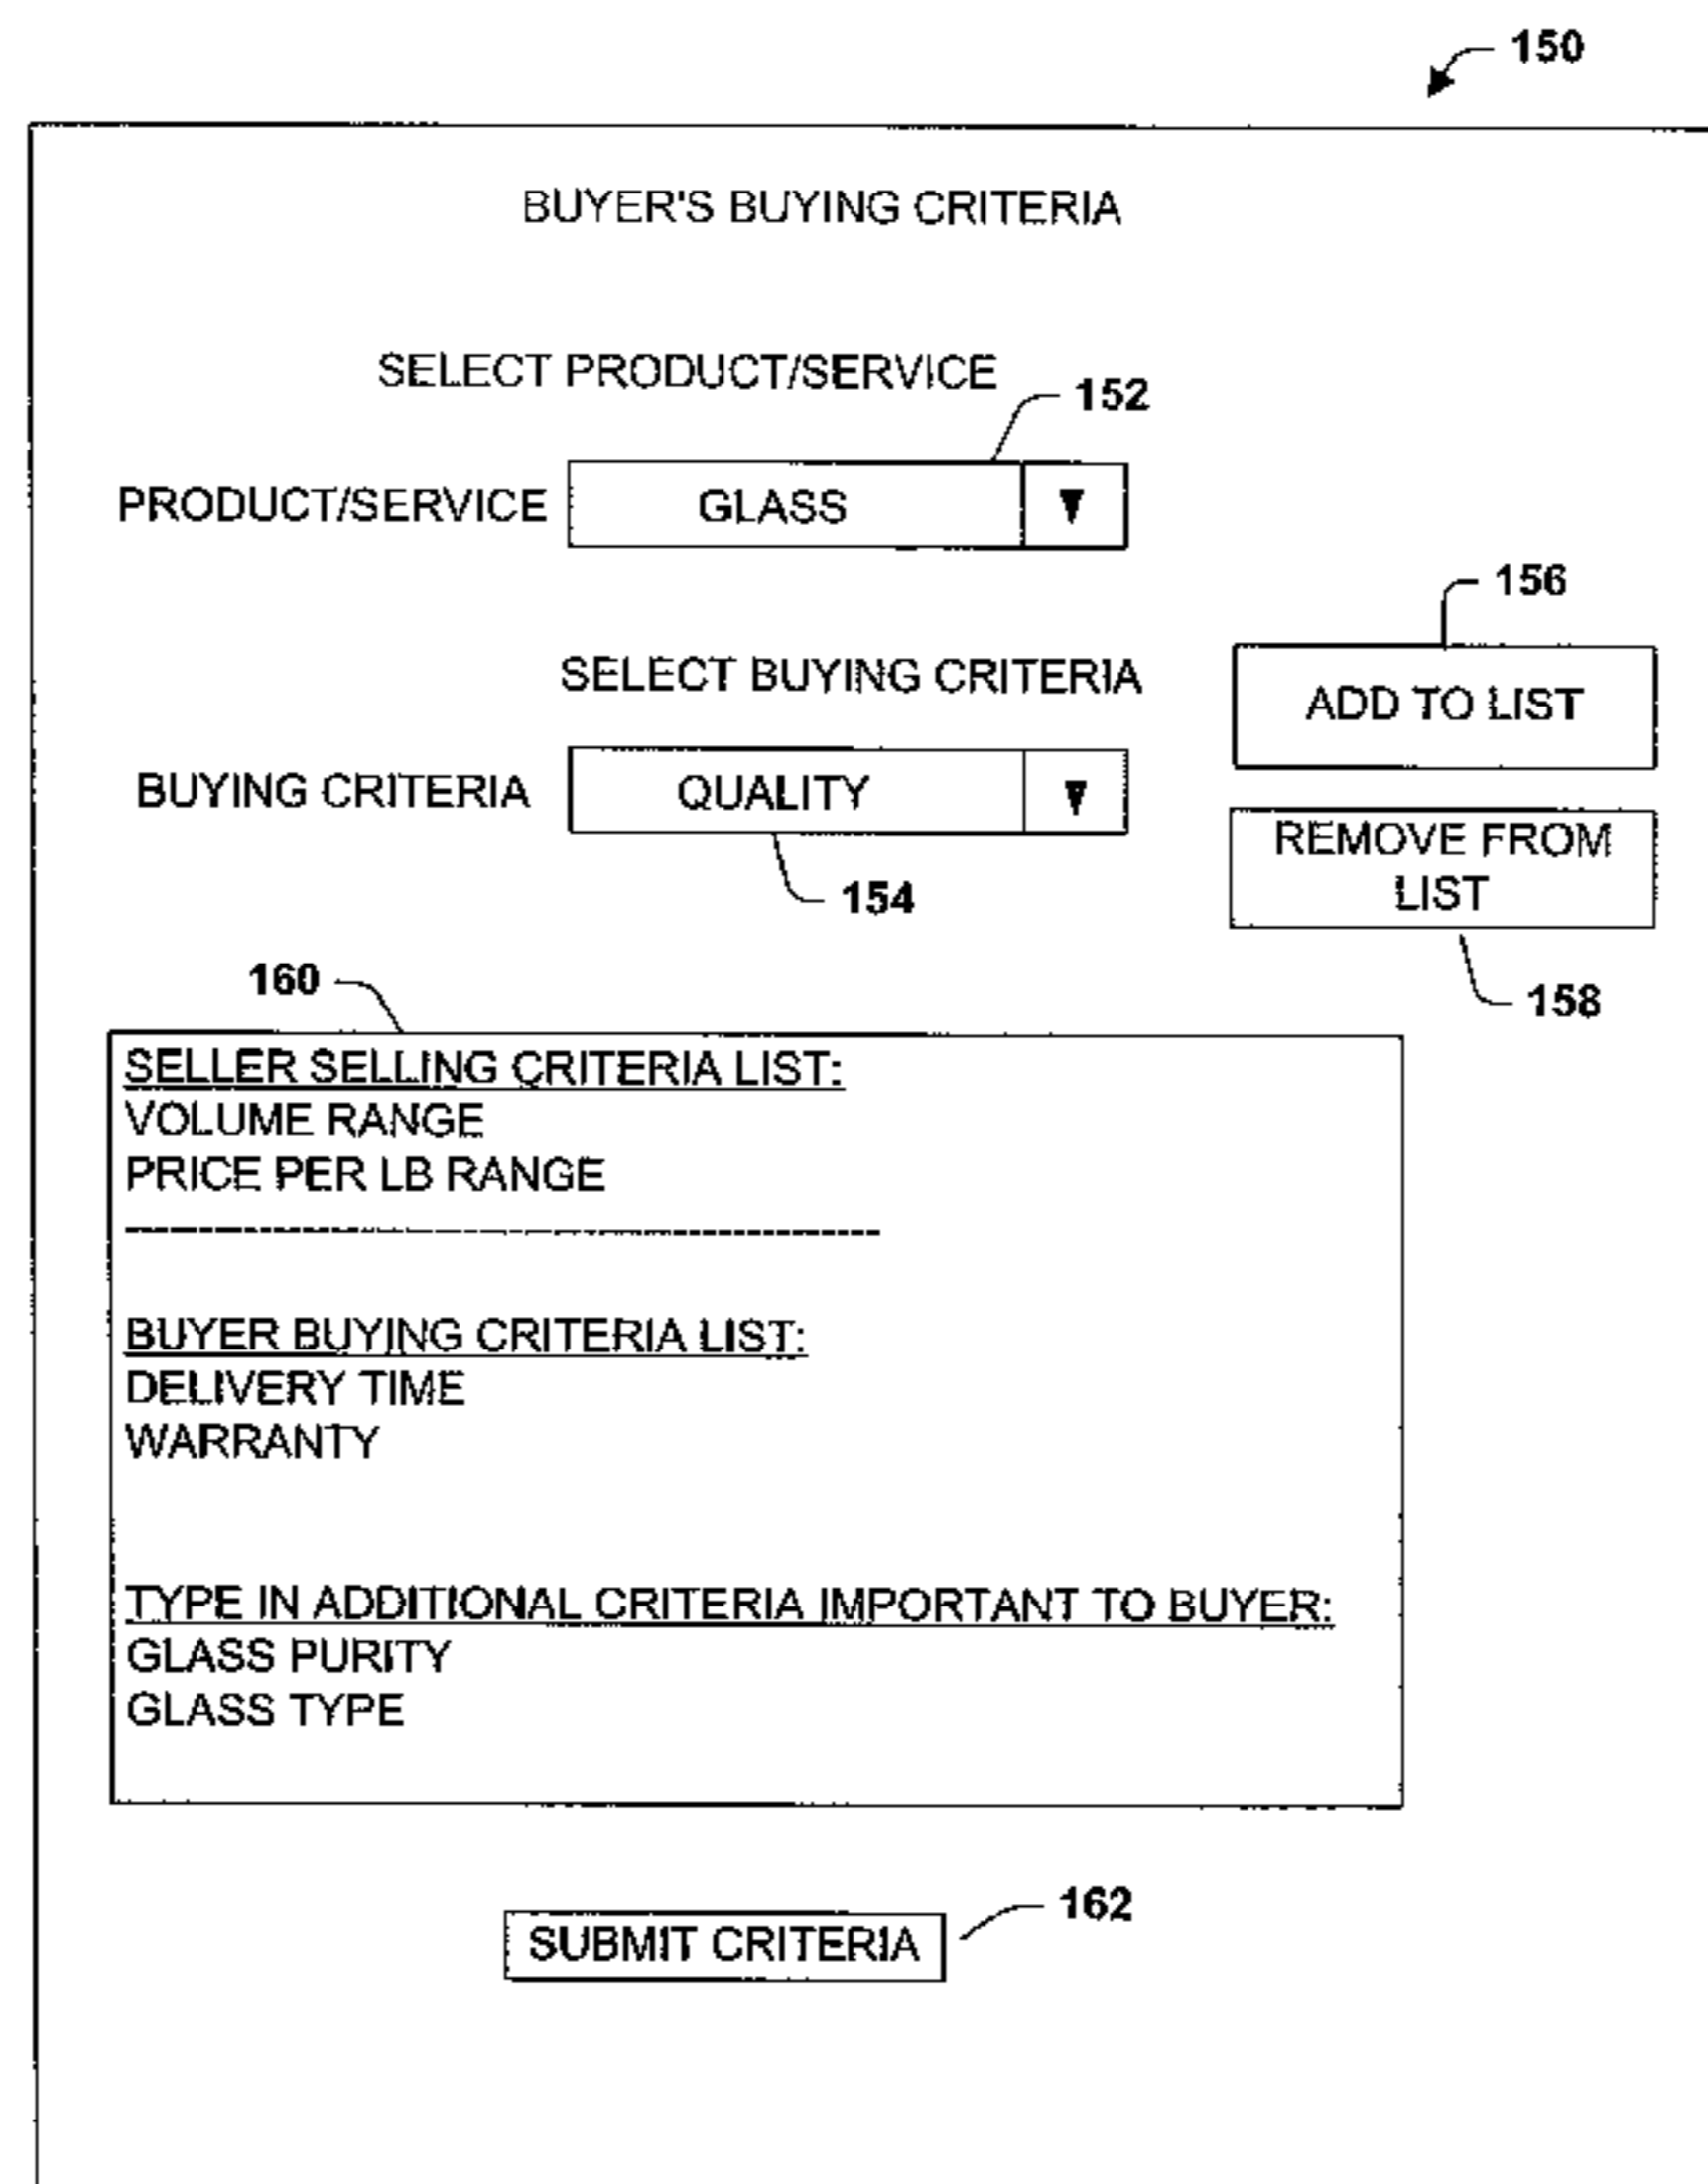 150
BUYER'S BUYING CRITERIA
SELECT PRODUCT/SERVICE
152
PRODUCT/SERVICE GLASS
156
SELECT BUYING CRITERIA
ADD TO LIST
BUYING CRITERIA QUALITY
REMOVE FROM
LIST
154
160
158
SELLER SELLING CRITERIA LIST:
VOLUME RANGE
PRICE PER LB RANGE
BUYER BUYING CRITERIA LIST:
DELIVERY TIME
WARRANTY
TYPE IN ADDITIONAL CRITERIA IMPORTANT TO BUYER:
GLASS PURITY
GLASS TYPE
162
SUBMIT CRITERIA